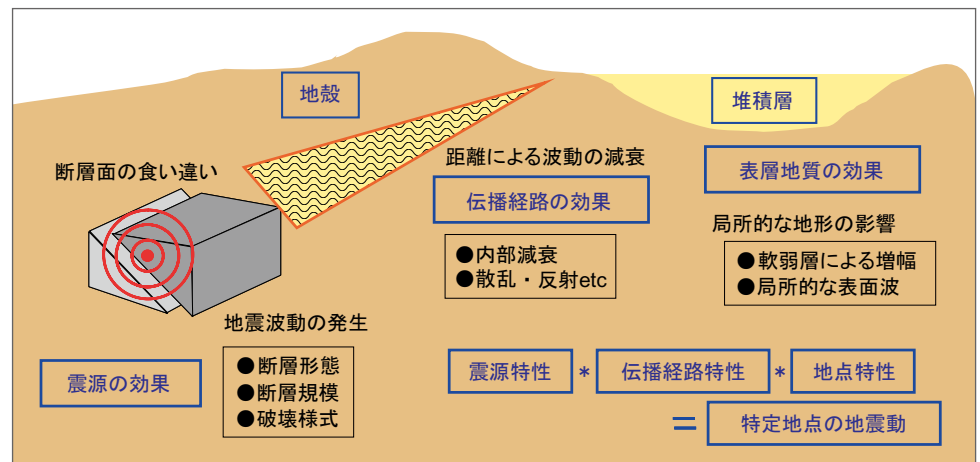 地殻
堆積層
断層面の食い違い
距離による波動の減衰
伝播経路の効果
●内部減衰
●散乱・反射etc
表層地質の効果
局所的な地形の影響
●軟弱層による増幅
●局所的な表面波
地震波動の発生
震源の効果
●断層形態
●断層規模
●破壊様式
震源特性 * 伝播経路特性 * 地点特性
= 特定地点の地震動